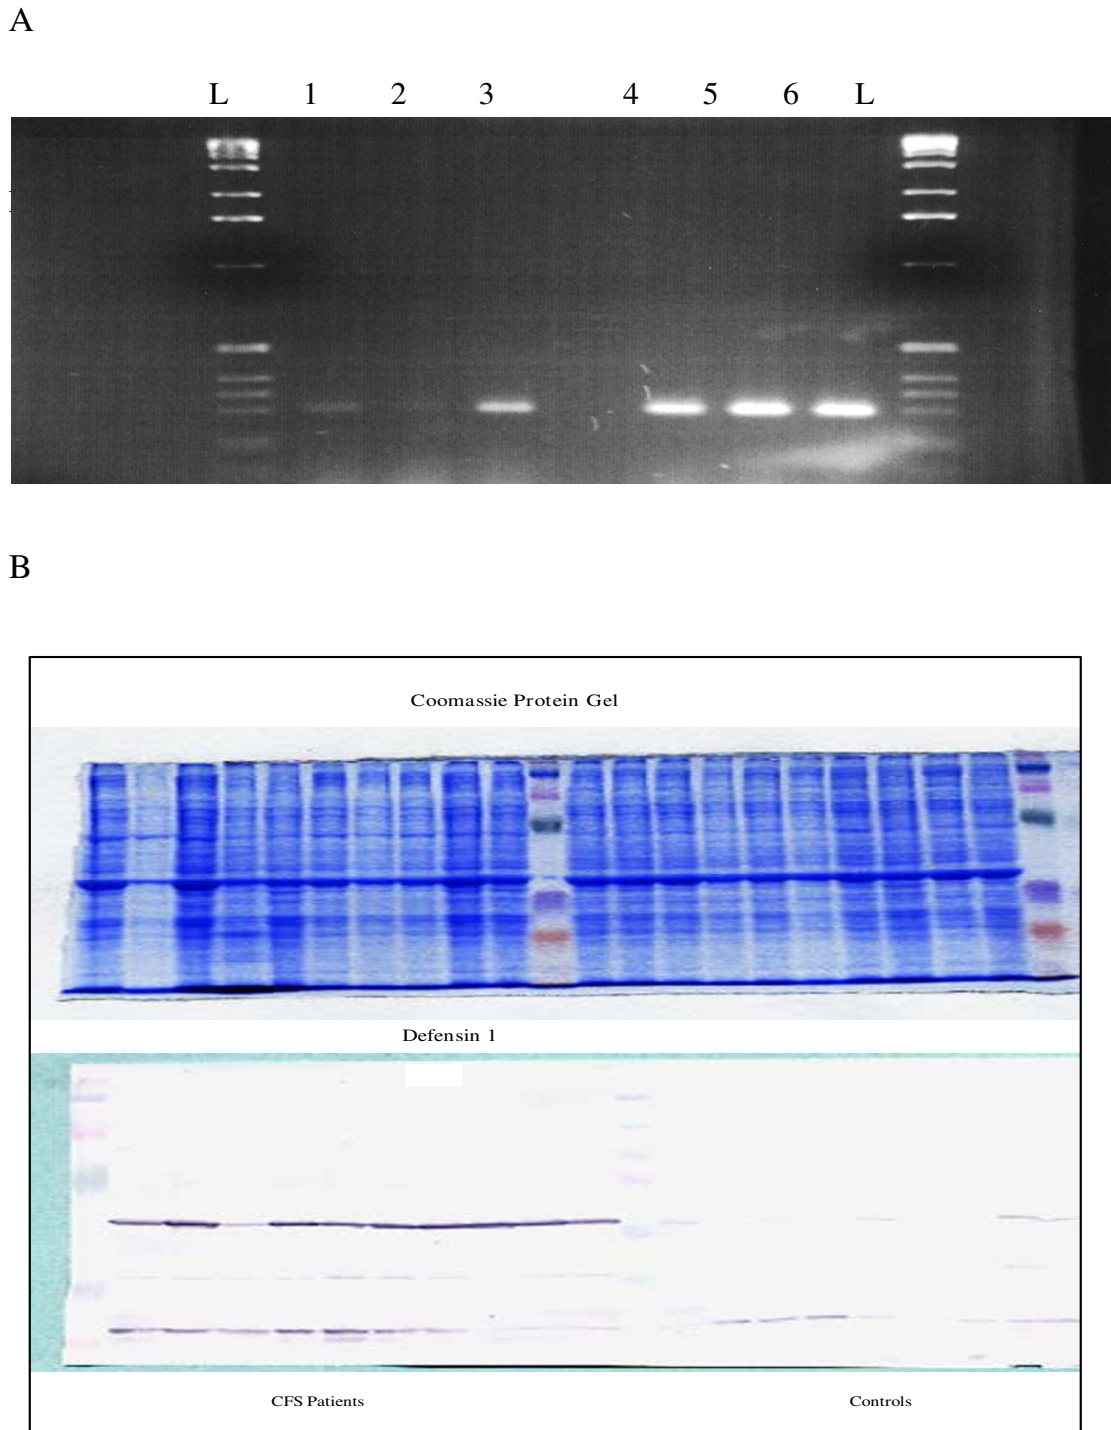 A
L 1 2 3 4 5 6 L
B
Coomassie Protein Gel
Defensin 1
CFS Patients Controls